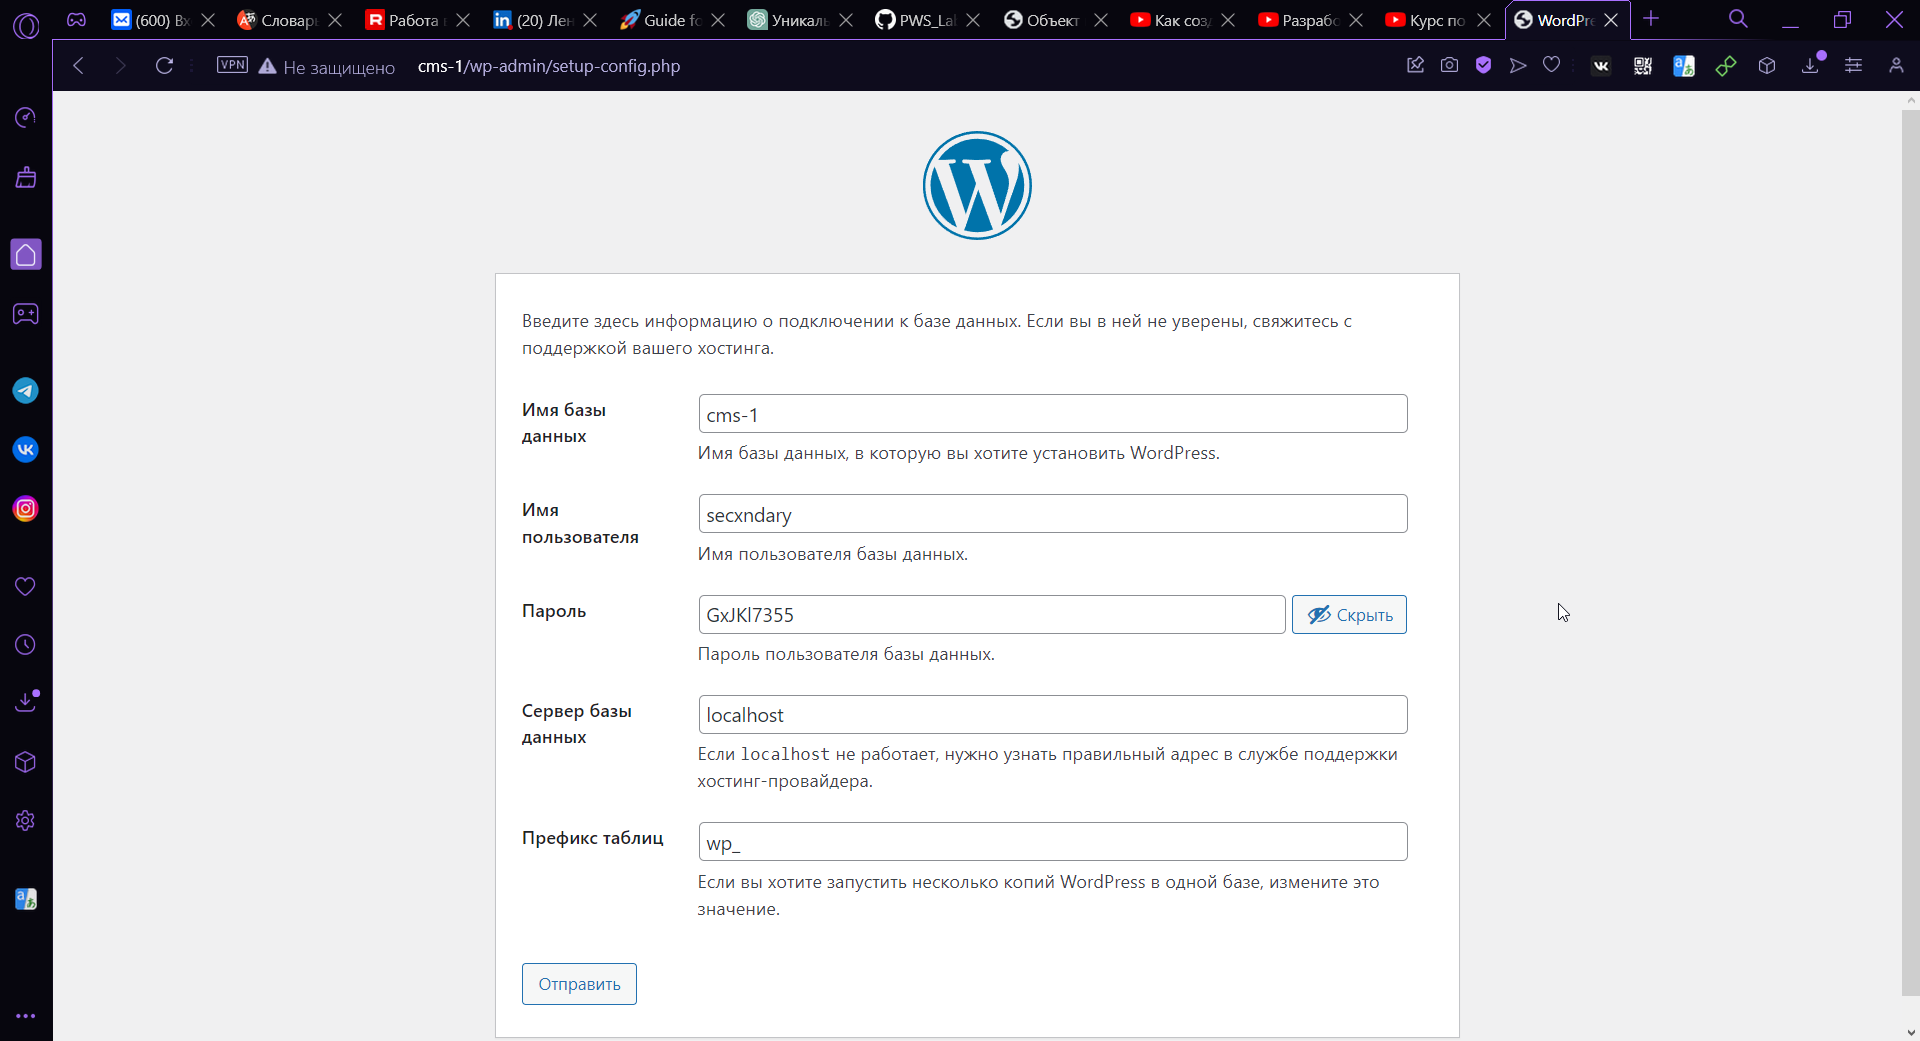 (600) Вх
Словарь
Работа в
(20) Лен
Guide fo
Уникаль
PWS_La
Объект
Как созд
Разрабо
Курс по
WordPre
VPN
Не защищено
cms-1/wp-admin/setup-config.php
Введите здесь информацию о подключении к базе данных. Если вы в ней не уверены, свяжитесь с
поддержкой вашего хостинга.
Имя базы
данных
cms-1
Имя базы данных, в которую вы хотите установить WordPress.
Имя
пользователя
secxndary
Имя пользователя базы данных.
Пароль
GxJKl7355
Скрыть
Пароль пользователя базы данных.
Сервер базы
данных
localhost
Если localhost не работает, нужно узнать правильный адрес в службе поддержки
хостинг-провайдера.
Префикс таблиц
wp_
Если вы хотите запустить несколько копий WordPress в одной базе, измените это
значение.
Отправить